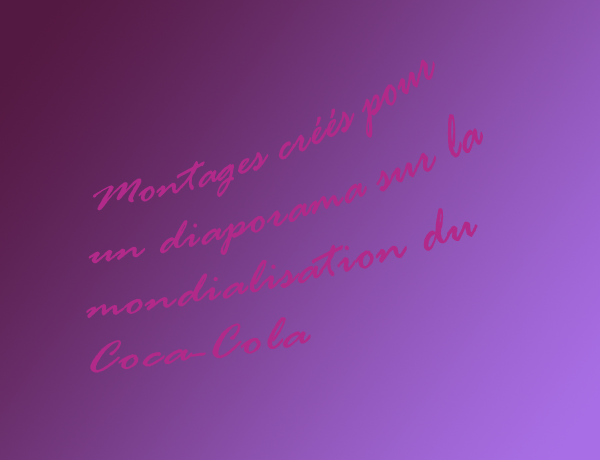 Montages créés pour
un diaporama sur la
mondialisation du
Coca-Cola